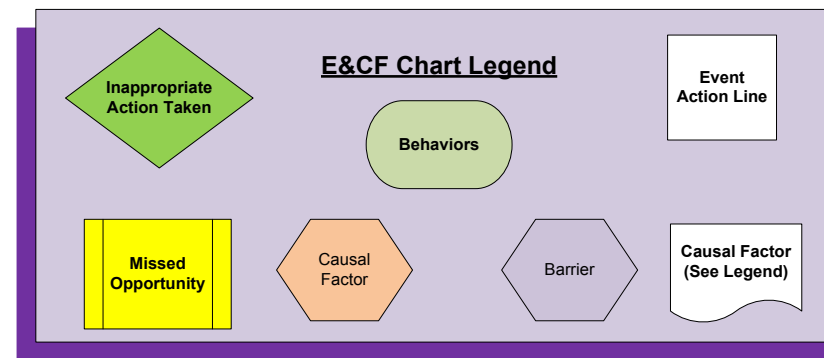 E&CF Chart Legend
Inappropriate
Action Taken
Behaviors
Event
Action Line
Missed
Opportunity
Causal
Factor
Barrier
Causal Factor
(See Legend)